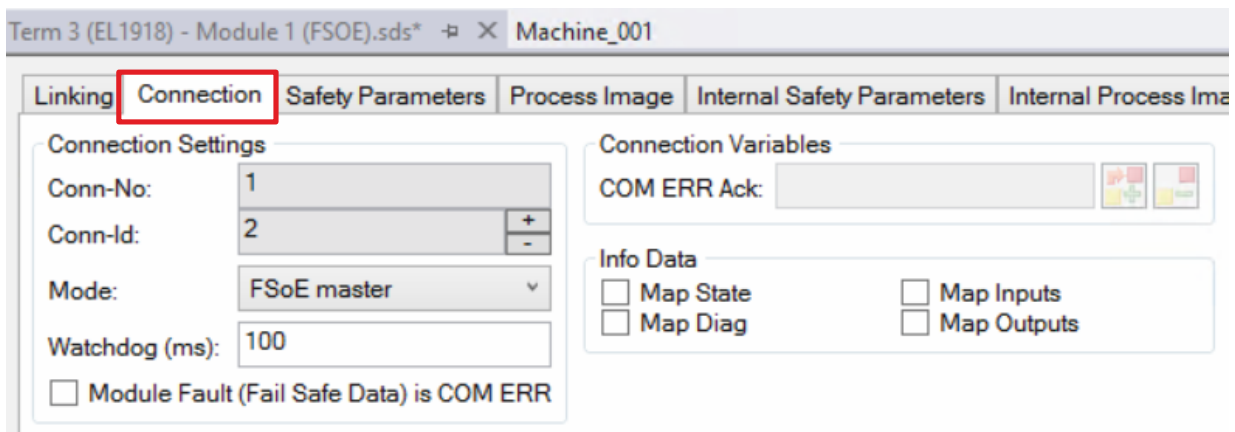 Term 3 (EL1918) - Module 1 (FSOE).sds* Machine_001
Linking Connection Safety Parameters Process Image Internal Safety Parameters Internal Process Ima
Connection Settings
Conn-No: 1
Conn-Id: 2 + -
Mode: FSoE master
Watchdog (ms): 100
Module Fault (Fail Safe Data) is COM ERR
Connection Variables
COM ERR Ack:
Info Data
Map State Map Inputs
Map Diag Map Outputs